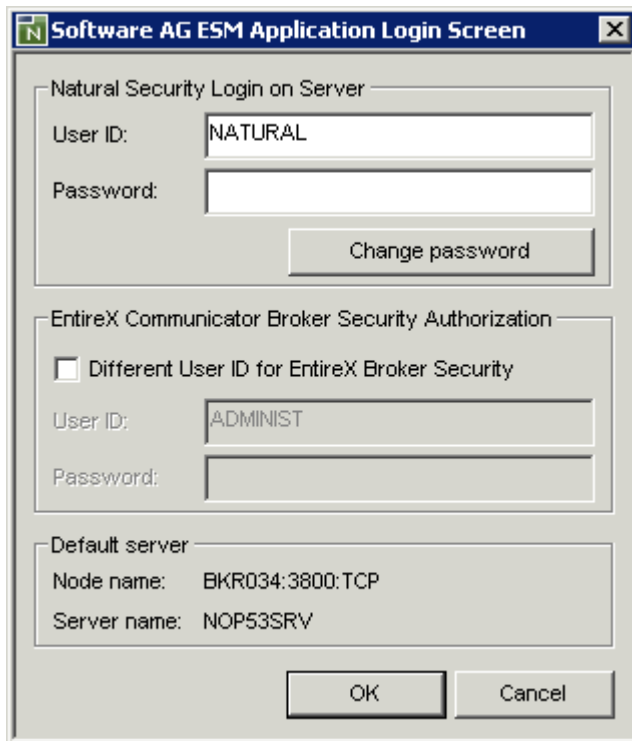 Software AG ESM Application Login Screen
Natural Security Login on Server
User ID: NATURAL
Password:
Change password
EntireX Communicator Broker Security Authorization
Different User ID for EntireX Broker Security
User ID: ADMINIST
Password:
Default server
Node name: BKR034:3800:TCP
Server name: NOP53SRV
OK Cancel